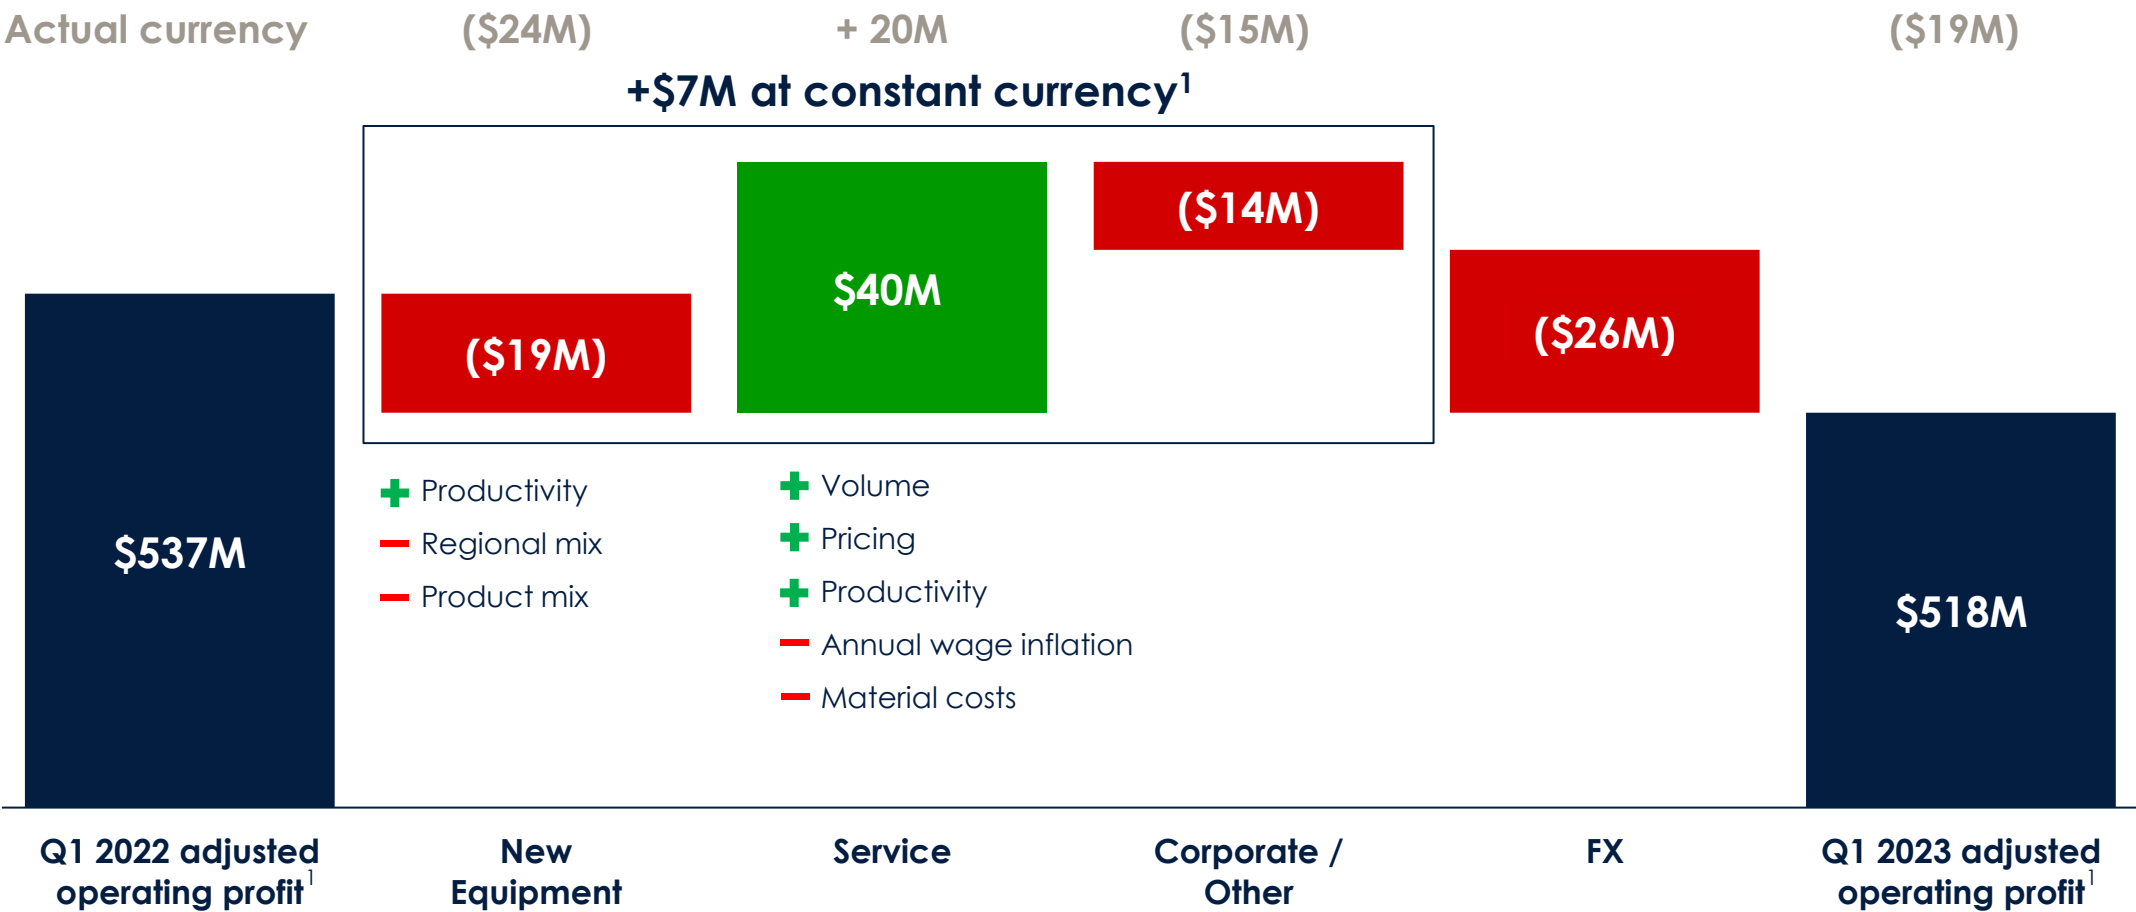 Actual currency ($24M) + 20M ($15M) ($19M)
+$7M at constant currency¹
$537M
($19M)
$40M
($14M)
($26M)
$518M
Productivity
Regional mix
Product mix
Volume
Pricing
Productivity
Annual wage inflation
Material costs
Q1 2022 adjusted
operating profit¹
New
Equipment
Service
Corporate /
Other
FX
Q1 2023 adjusted
operating profit¹